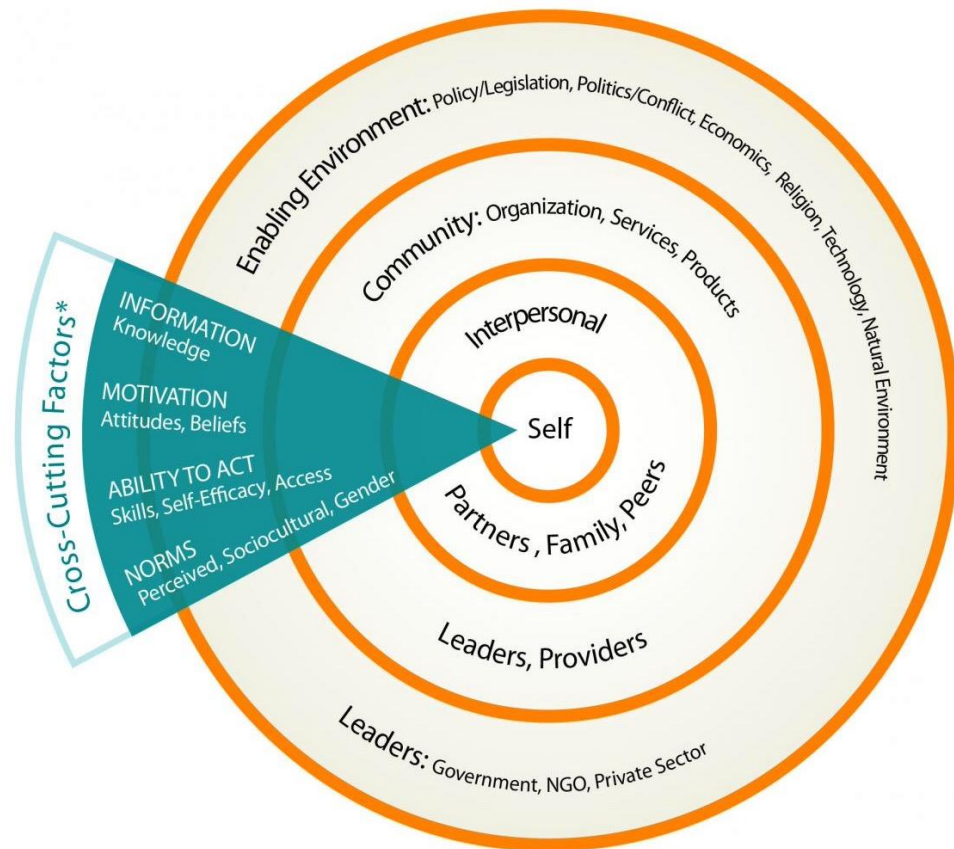 Enabling Environment: Policy/Legislation, Politics/Conflict, Economics, Religion, Technology, Natural Environment
Community: Organization, Services, Products
Interpersonal
Self
Partners , Family, Peers
Leaders, Providers
Leaders: Government, NGO, Private Sector
Cross-Cutting Factors*
INFORMATION
Knowledge
MOTIVATION
Attitudes, Beliefs
ABILITY TO ACT
Skills, Self-Efficacy, Access
NORMS
Perceived, Sociocultural, Gender